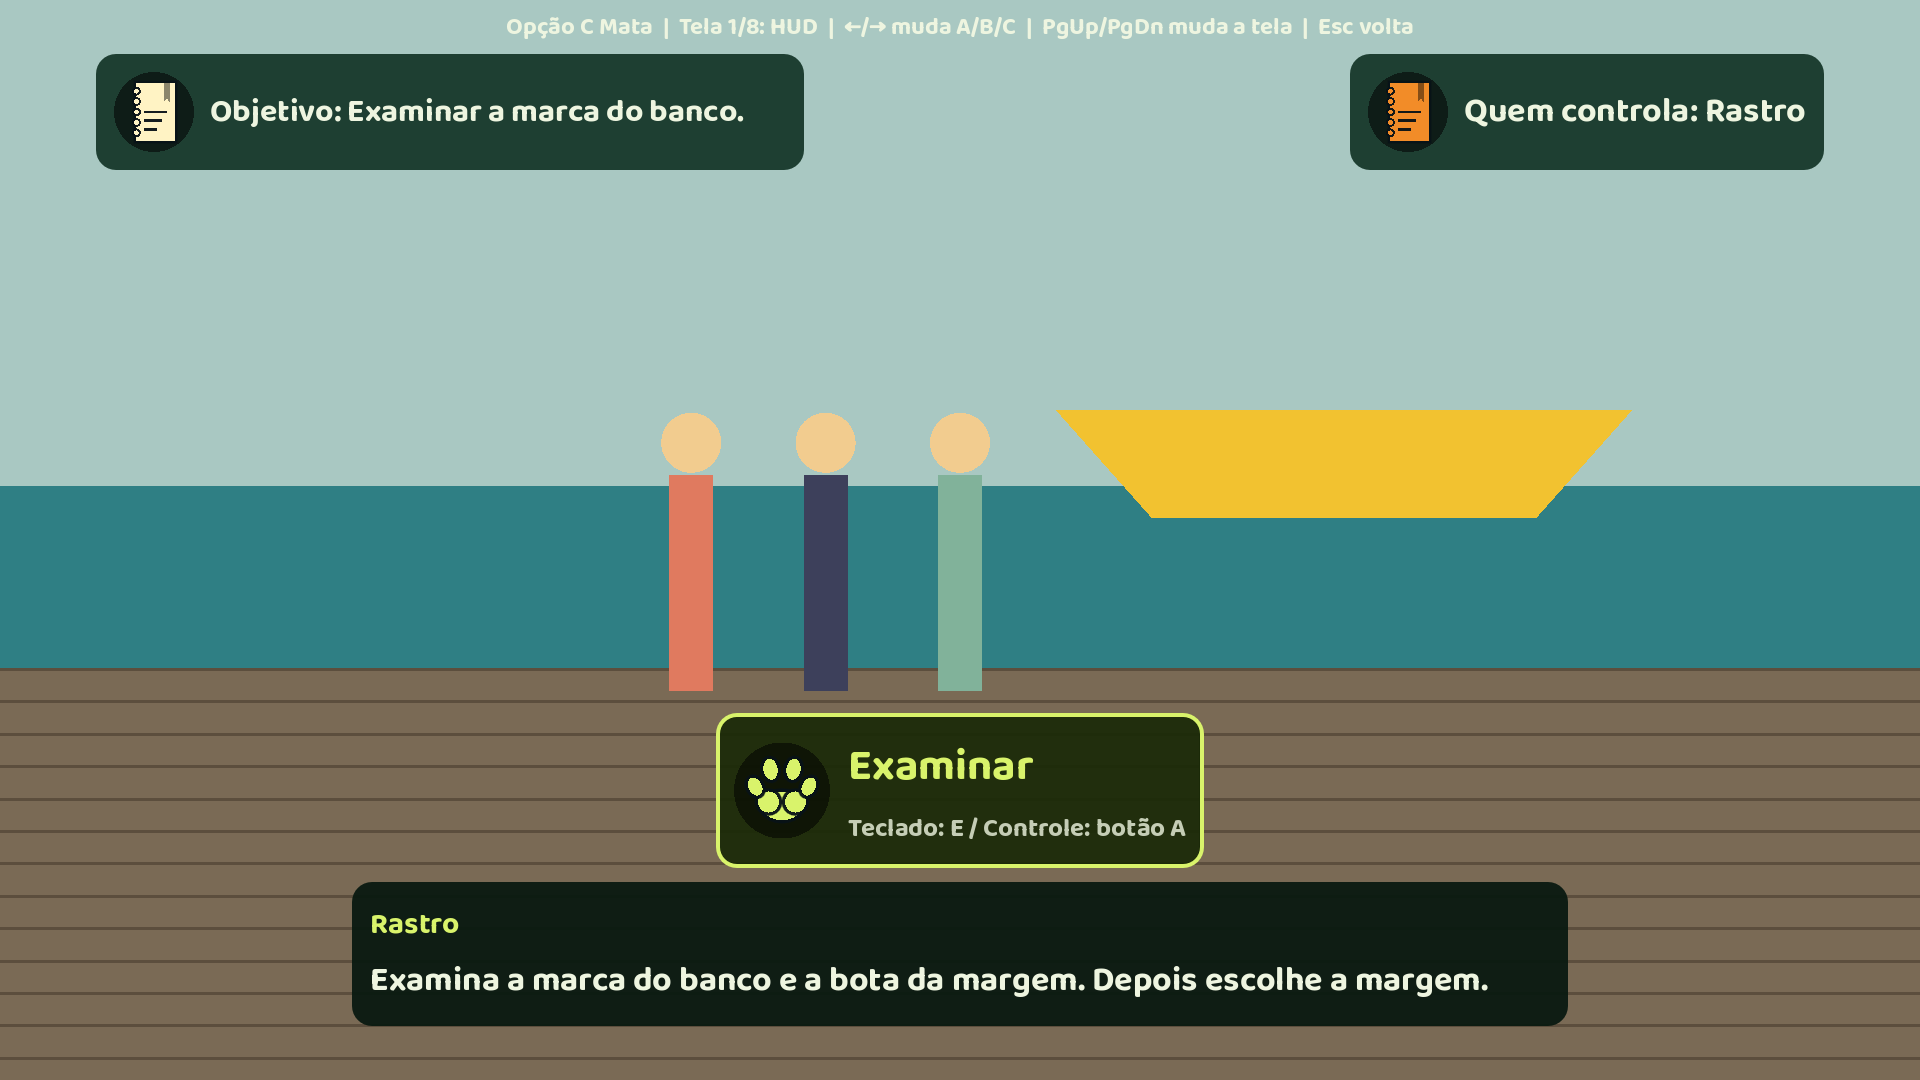 Opção C Mata | Tela 1/8: HUD | ←/→ muda A/B/C | PgUp/PgDn muda a tela | Esc volta
Objetivo: Examinar a marca do banco.
Quem controla: Rastro
Examinar
Teclado: E / Controle: botão A
Rastro
Examina a marca do banco e a bota da margem. Depois escolhe a margem.